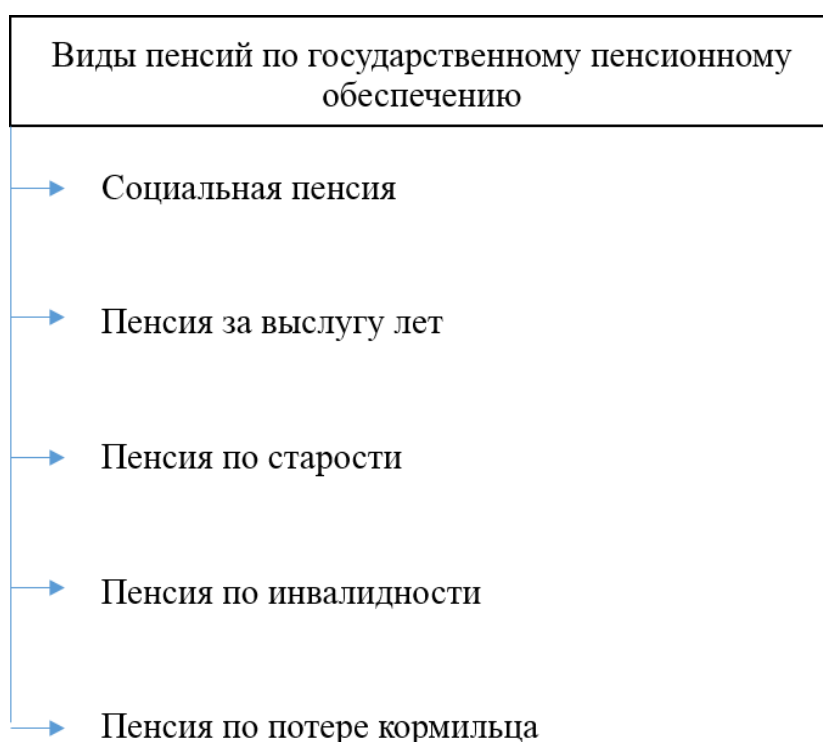 Виды пенсий по государственному пенсионному
обеспечению
Социальная пенсия
Пенсия за выслугу лет
Пенсия по старости
Пенсия по инвалидности
Пенсия по потере кормильца